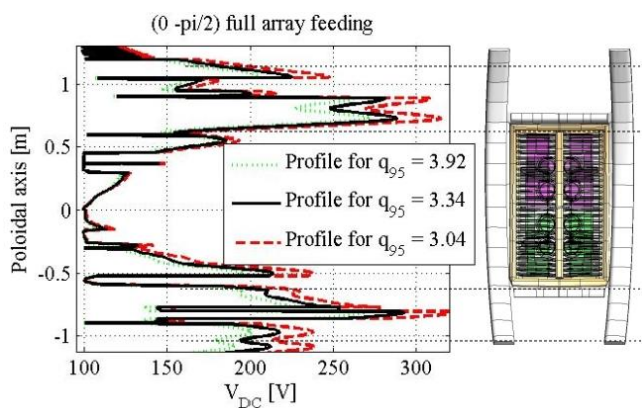 (0 -pi/2) full array feeding
Poloidal axis [m]
1
0.5
0
-0.5
-1
Profile for q95 = 3.92
Profile for q95 = 3.34
Profile for q95 = 3.04
100 150 200 250 300
VDC [V]